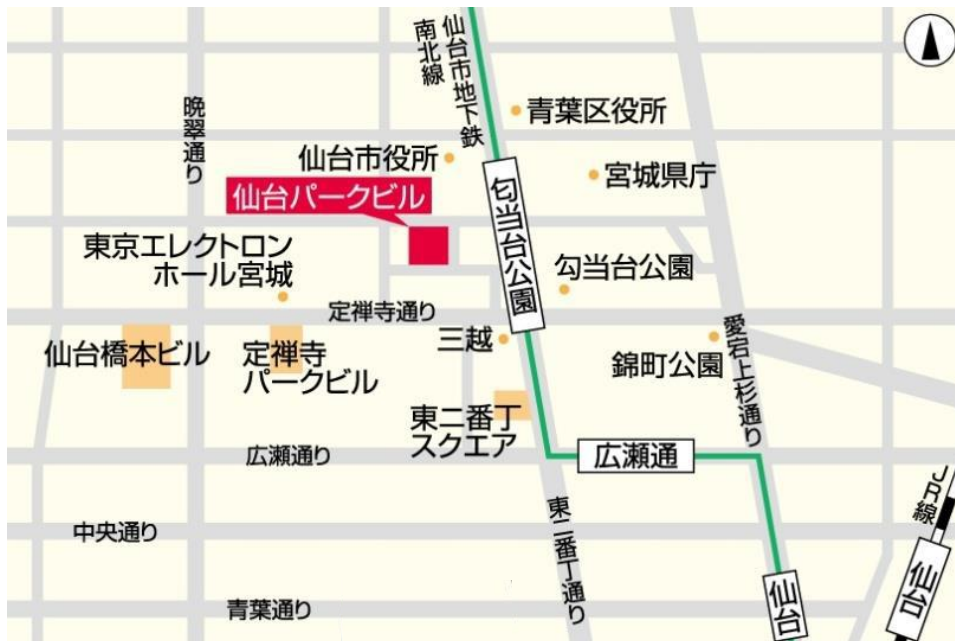 仙台市地下鉄
南北線
晩翠通り
青葉区役所
仙台市役所
宮城県庁
仙台パークビル
匂当台公園
東京エレクトロン
ホール宮城
勾当台公園
定禅寺通り
三越
仙台橋本ビル
定禅寺
パークビル
錦町公園
愛宕上杉通り
東二番丁
スクエア
広瀬通り
広瀬通
JR線
中央通り
東二番丁通り
仙台
仙台
青葉通り